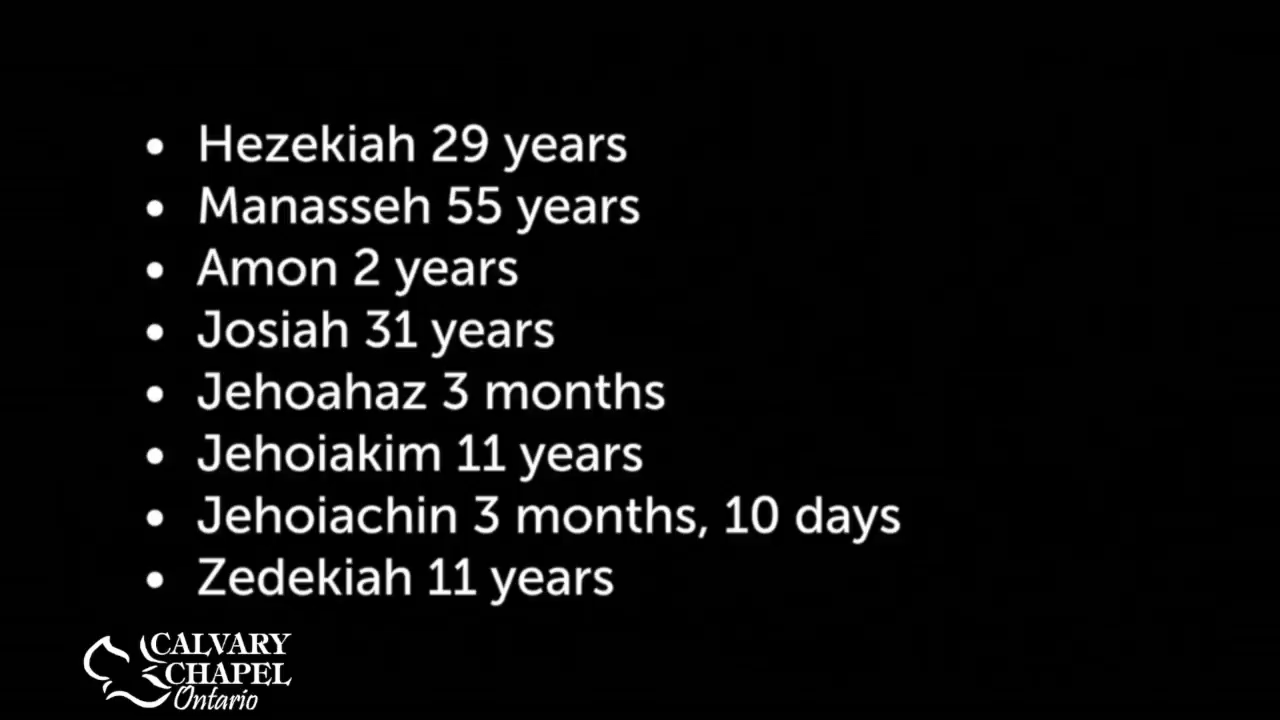 • Hezekiah 29 years
• Manasseh 55 years
• Amon 2 years
• Josiah 31 years
• Jehoahaz 3 months
• Jehoiakim 11 years
• Jehoiachin 3 months, 10 days
• Zedekiah 11 years
CALVARY
CHAPEL
Ontario